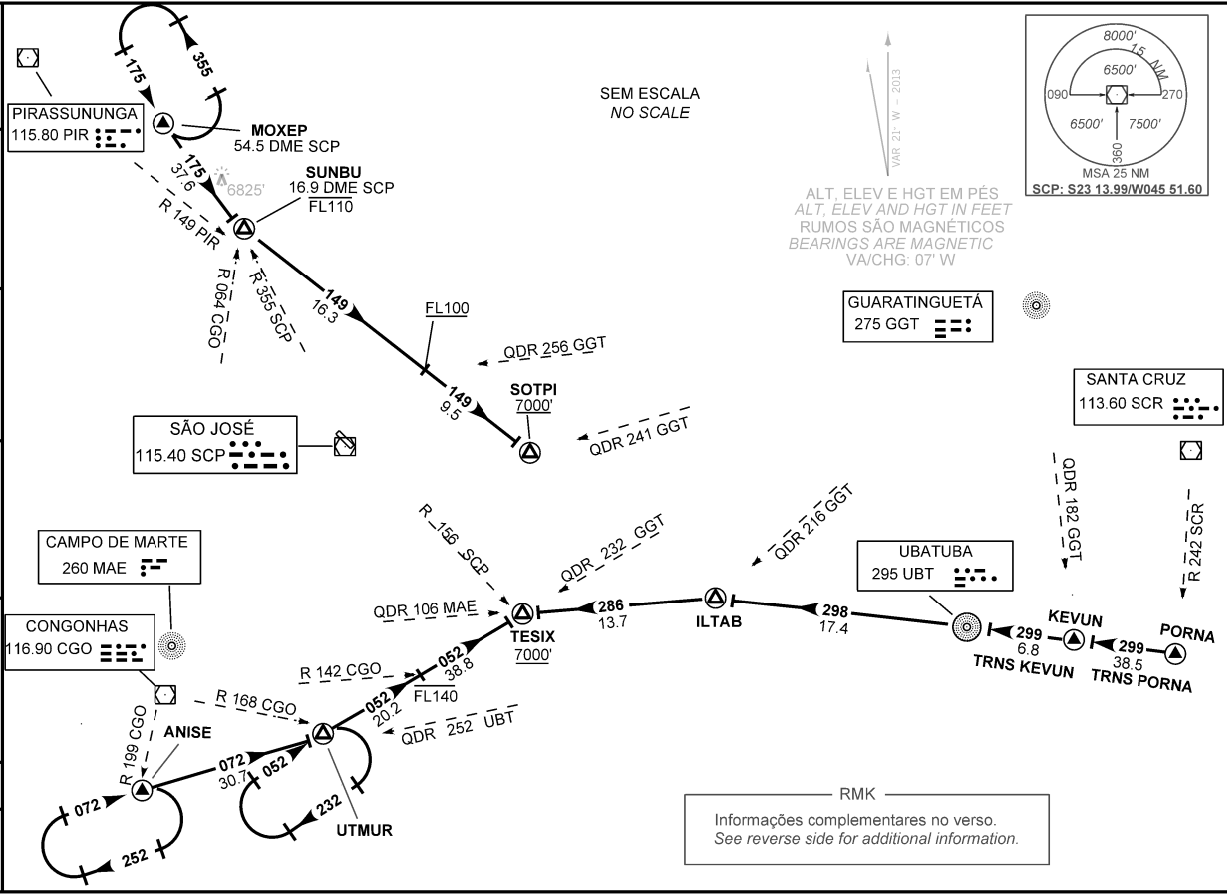 355
175
PIRASSUNUNGA
115.80 PIR
MOXEP
54.5 DME SCP
175
37.6
6825'
SUNBU
16.9 DME SCP
FL110
R 149 PIR
R 064 CGO
R 355 SCP
149
16.3
FL100
149
9.5
SOTPI
7000'
QDR 256 GGT
QDR 241 GGT
SEM ESCALA
NO SCALE
VAR 21° W - 2013
ALT, ELEV E HGT EM PÉS
ALT, ELEV AND HGT IN FEET
RUMOS SÃO MAGNÉTICOS
BEARINGS ARE MAGNETIC
VA/CHG: 07' W
8000'
15 NM
6500'
090
270
6500'
7500'
360
MSA 25 NM
SCP: S23 13.99/W045 51.60
GUARATINGUETÁ
275 GGT
SANTA CRUZ
113.60 SCR
SÃO JOSÉ
115.40 SCP
CAMPO DE MARTE
260 MAE
CONGONHAS
116.90 CGO
R 156 SCP
QDR 232 GGT
QDR 216 GGT
QDR 182 GGT
R 242 SCR
UBATUBA
295 UBT
QDR 106 MAE
TESIX
7000'
286
13.7
ILTAB
298
17.4
KEVUN
299
6.8
TRNS KEVUN
PORNA
299
38.5
TRNS PORNA
R 142 CGO
052
38.8
FL140
052
20.2
R 168 CGO
QDR 252 UBT
R 199 CGO
ANISE
072
30.7
052
072
252
232
UTMUR
RMK
Informações complementares no verso.
See reverse side for additional information.